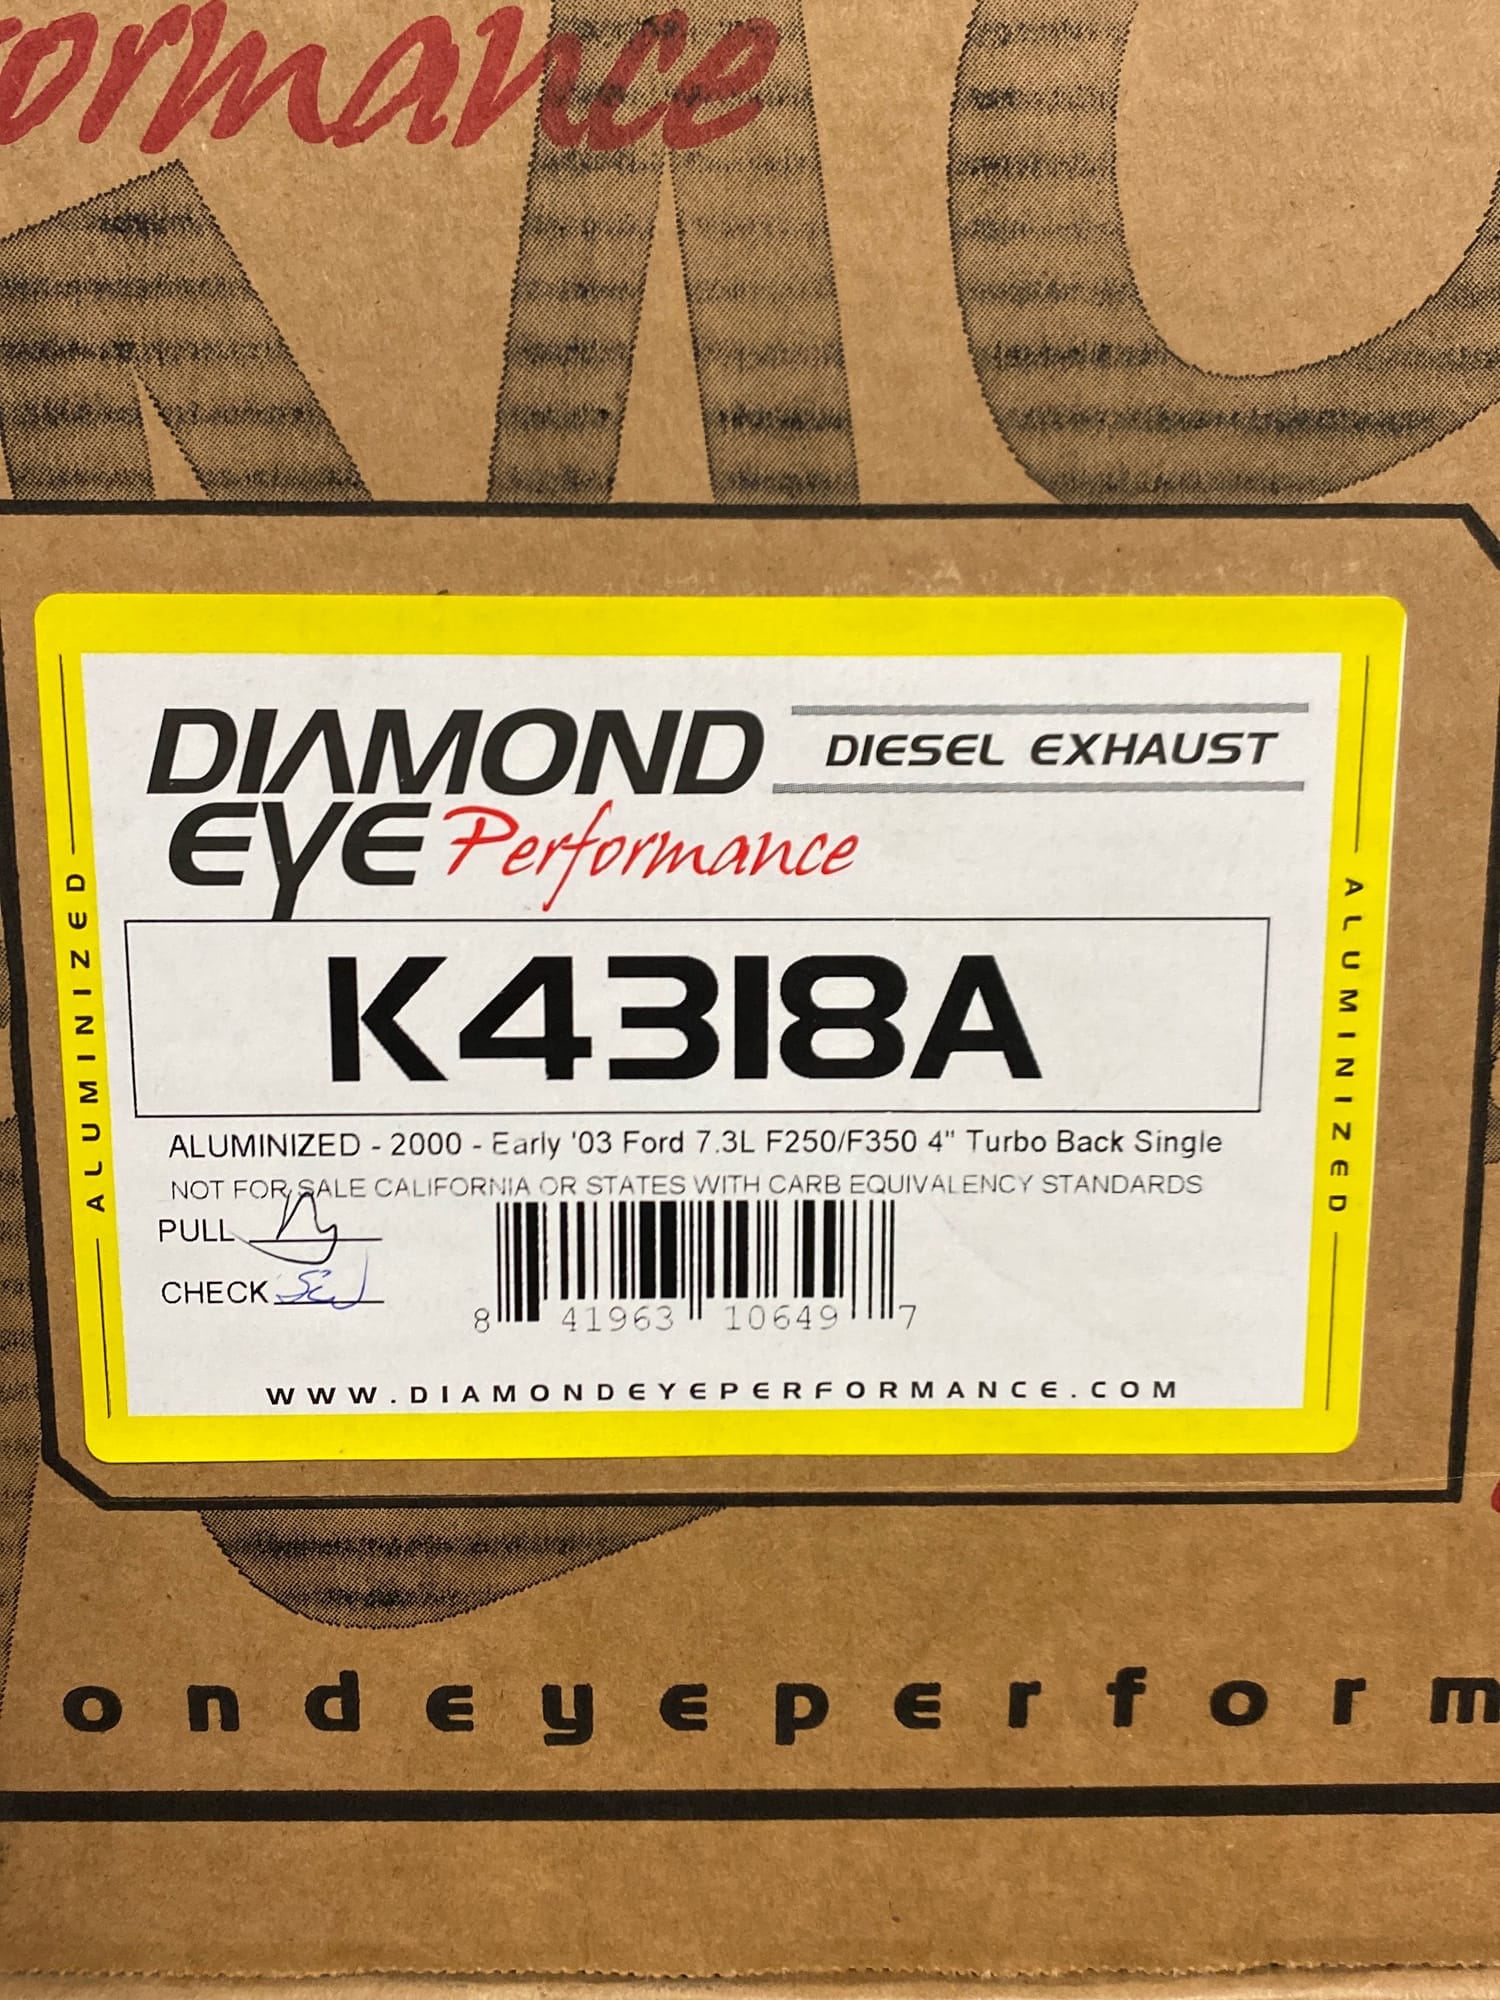 ormance
DIAMOND
DIESEL EXHAUST
EYE Performance
K4318A
ALUMINIZED - 2000 - Early '03 Ford 7.3L F250/F350 4" Turbo Back Single
NOT FOR SALE CALIFORNIA OR STATES WITH CARB EQUIVALENCY STANDARDS
PULL
CHECK
8 41963 10649 7
WWW.DIAMONDEYEPERFORMANCE.COM
ALUMINIZED
ALUMINIZED
ondeyeperform